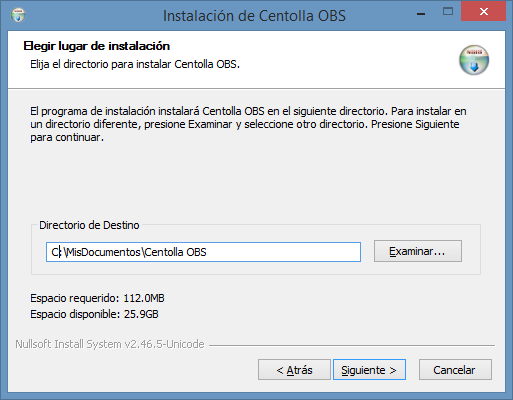 Instalación de Centolla OBS
Elegir lugar de instalación
Elija el directorio para instalar Centolla OBS.
El programa de instalación instalará Centolla OBS en el siguiente directorio. Para instalar en
un directorio diferente, presione Examinar y seleccione otro directorio. Presione Siguiente
para continuar.
Directorio de Destino
C:\MisDocumentos\Centolla OBS
Examinar...
Espacio requerido: 112.0MB
Espacio disponible: 25.9GB
Nullsoft Install System v2.46.5-Unicode
< Atrás
Siguiente >
Cancelar